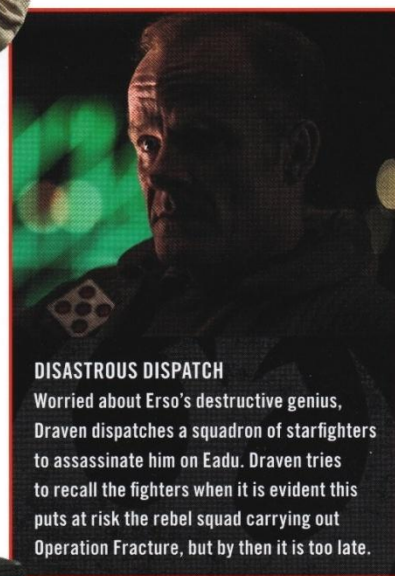 DISASTROUS DISPATCH
Worried about Erso's destructive genius,
Draven dispatches a squadron of starfighters
to assassinate him on Eadu. Draven tries
to recall the fighters when it is evident this
puts at risk the rebel squad carrying out
Operation Fracture, but by then it is too late.